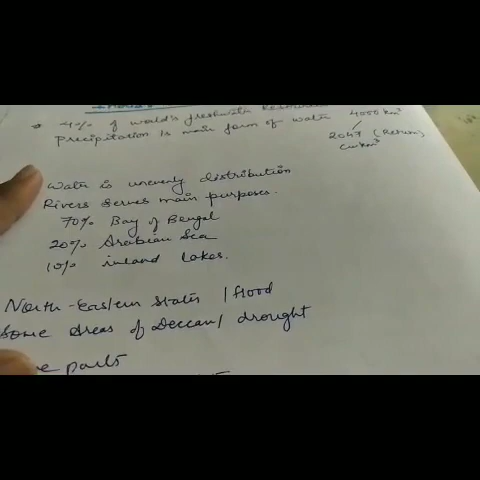 4% of world's freshwater Resources
Precipitation is main form of water
4000 km³
2047 (Return)
cu km³
Water is unevenly distribution
Rivers serves main purposes.
70% Bay of Bengal
20% Arabian Sea
10% inland Lakes.
North-Eastern States / flood
Some Areas of Deccan / drought
parts